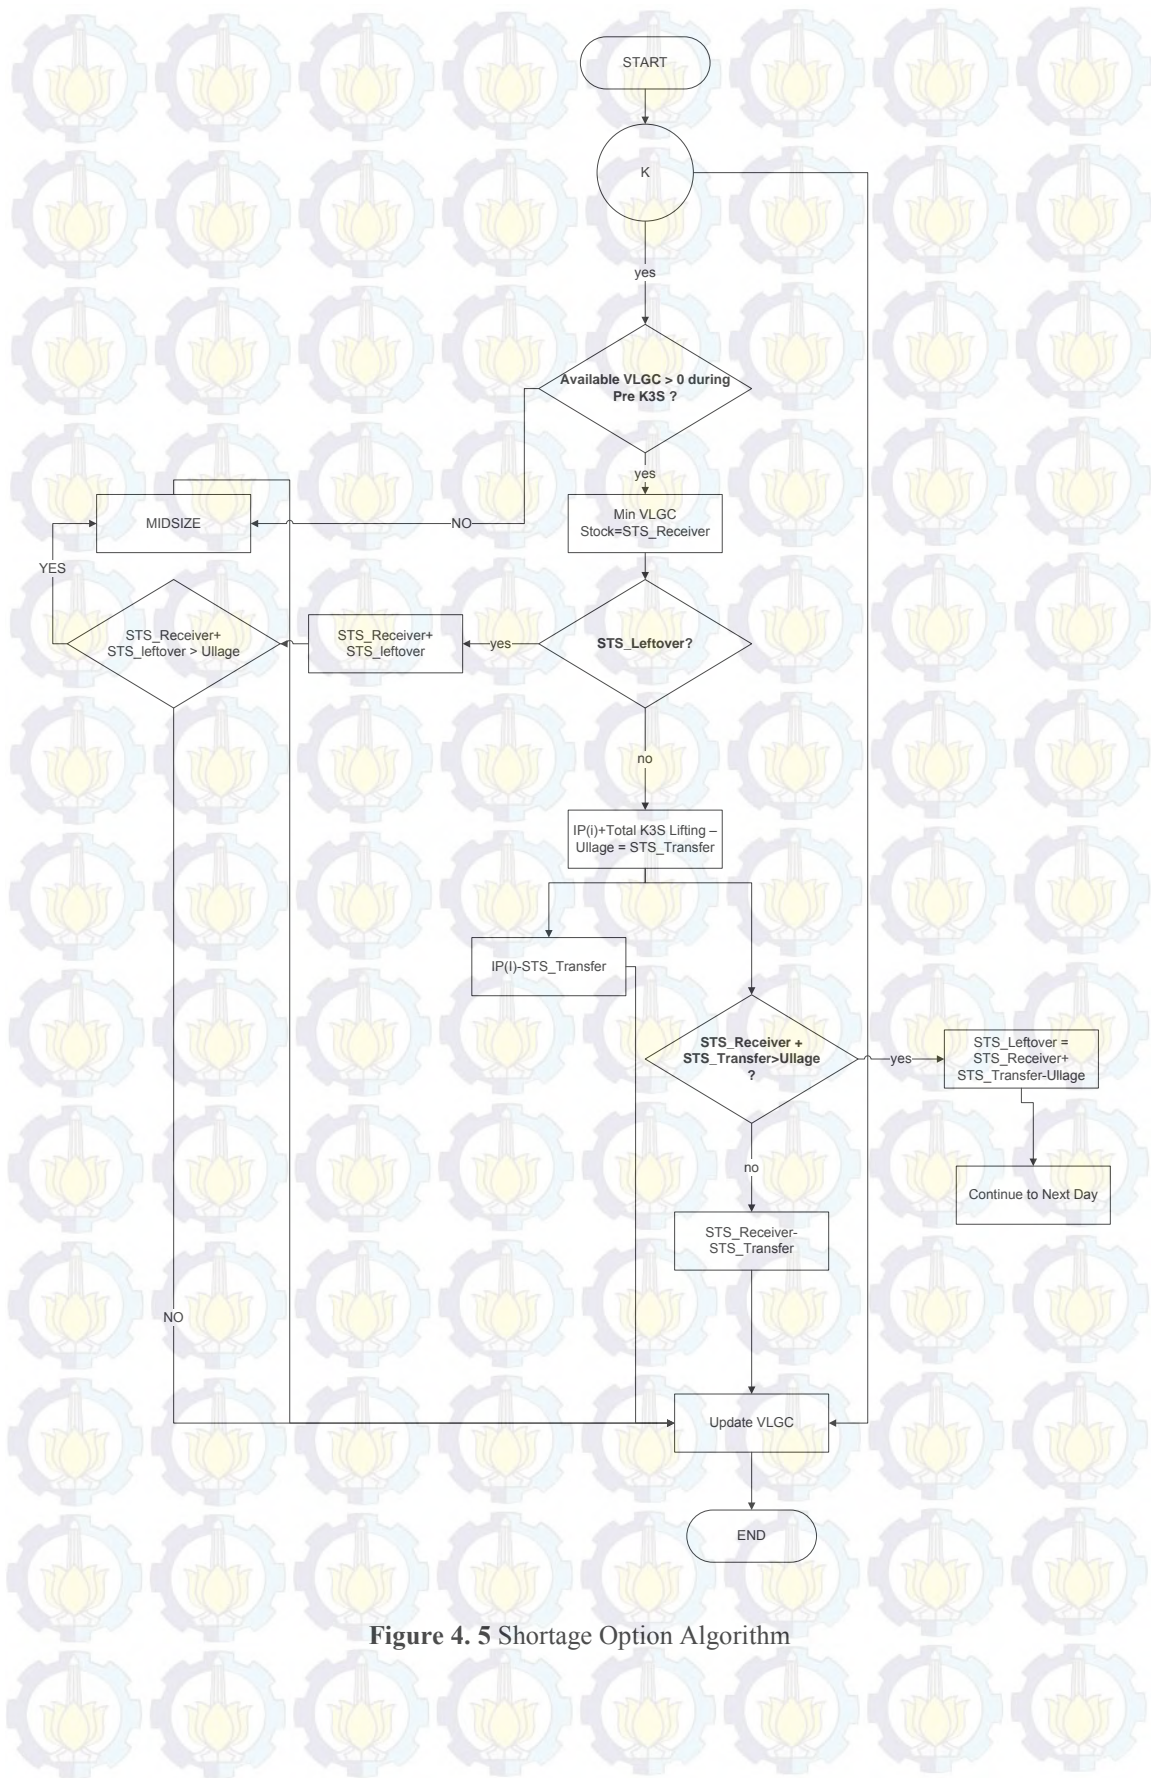 START
K
yes
Available VLGC > 0 during
Pre K3S ?
yes
MIDSIZE
NO
Min VLGC
Stock=STS_Receiver
YES
STS_Receiver+
STS_leftover > Ullage
STS_Receiver+
STS_leftover
yes
STS_Leftover?
no
IP(i)+Total K3S Lifting –
Ullage = STS_Transfer
IP(I)-STS_Transfer
STS_Receiver +
STS_Transfer>Ullage
?
yes
STS_Leftover =
STS_Receiver+
STS_Transfer-Ullage
no
Continue to Next Day
STS_Receiver-
STS_Transfer
NO
Update VLGC
END
Figure 4. 5 Shortage Option Algorithm